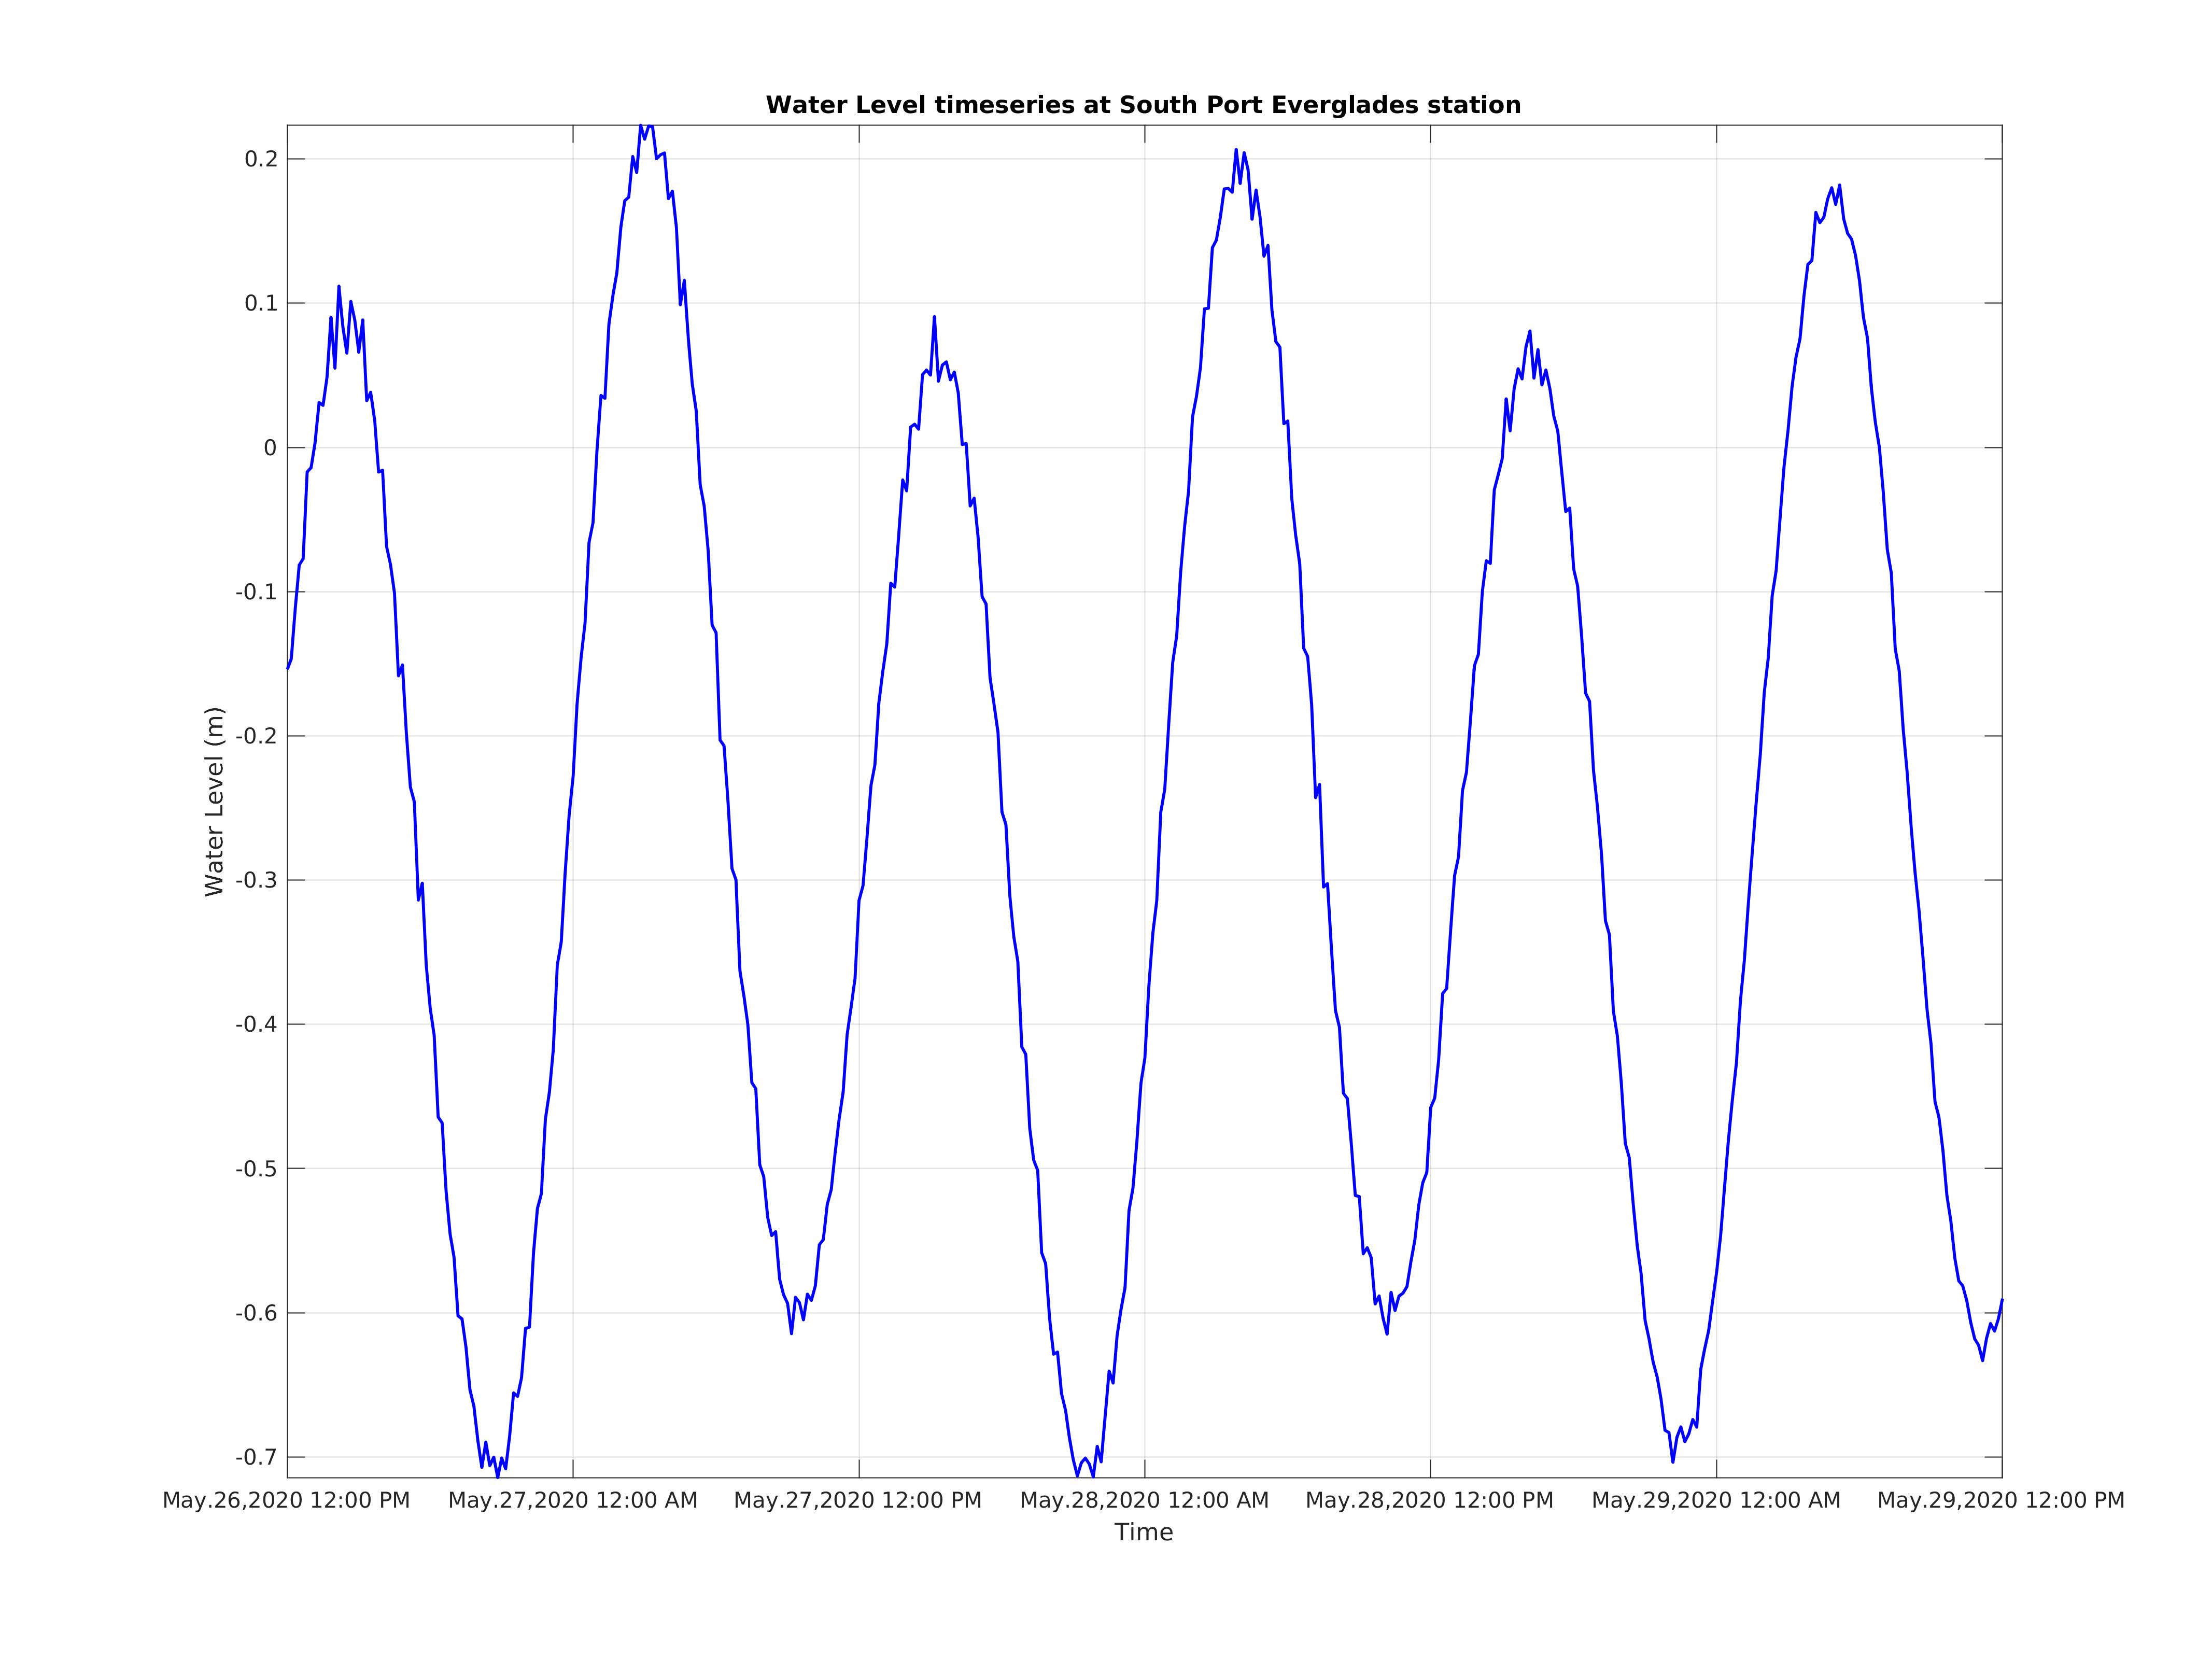 Water Level timeseries at South Port Everglades station
0.2
0.1
0
-0.1
-0.2
-0.3
-0.4
-0.5
-0.6
-0.7
Water Level (m)
May.26,2020 12:00 PM
May.27,2020 12:00 AM
May.27,2020 12:00 PM
May.28,2020 12:00 AM
May.28,2020 12:00 PM
May.29,2020 12:00 AM
May.29,2020 12:00 PM
Time